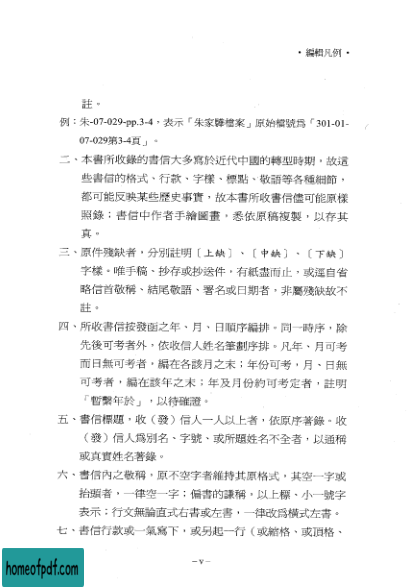 ・編輯凡例・
註。
例：朱-07-029-pp.3-4，表示「朱家驊檔案」原始檔號為「301-01-
07-029第3-4頁」。
二、本書所收錄的書信大多寫於近代中國的轉型時期，故這
些書信的格式、行款、字樣、標點、敬語等各種細節，
都可能反映某些歷史事實，故本書所收書信儘可能原樣
照錄；書信中作者手繪圖畫，悉依原稿複製，以存其
真。
三、原件殘缺者，分別註明〔上缺〕、〔中缺〕、〔下缺〕
字樣。唯手稿、抄存或抄送件，有紙盡而止，或逕自省
略信首敬稱、結尾敬語、署名或日期者，非屬殘缺故不
註。
四、所收書信按發函之年、月、日順序編排。同一時序，除
先後可考者外，依收信人姓名筆劃序排。凡年、月可考
而日無可考者，編在各該月之末；年份可考，月、日無
可考者，編在該年之末；年及月份約可考定者，註明
「暫繫年於」，以待確證。
五、書信標題，收（發）信人一人以上者，依原序著錄。收
（發）信人為別名、字號、或所題姓名不全者，以通稱
或真實姓名著錄。
六、書信內之敬稱，原不空字者維持其原格式，其空一字或
抬頭者，一律空一字；偏書的謙稱，以上標、小一號字
表示；行文無論直式右書或左書，一律改為橫式左書。
七、書信行款或一氣寫下，或另起一行（或縮格、或頂格、
－v－
homeofpdf.com